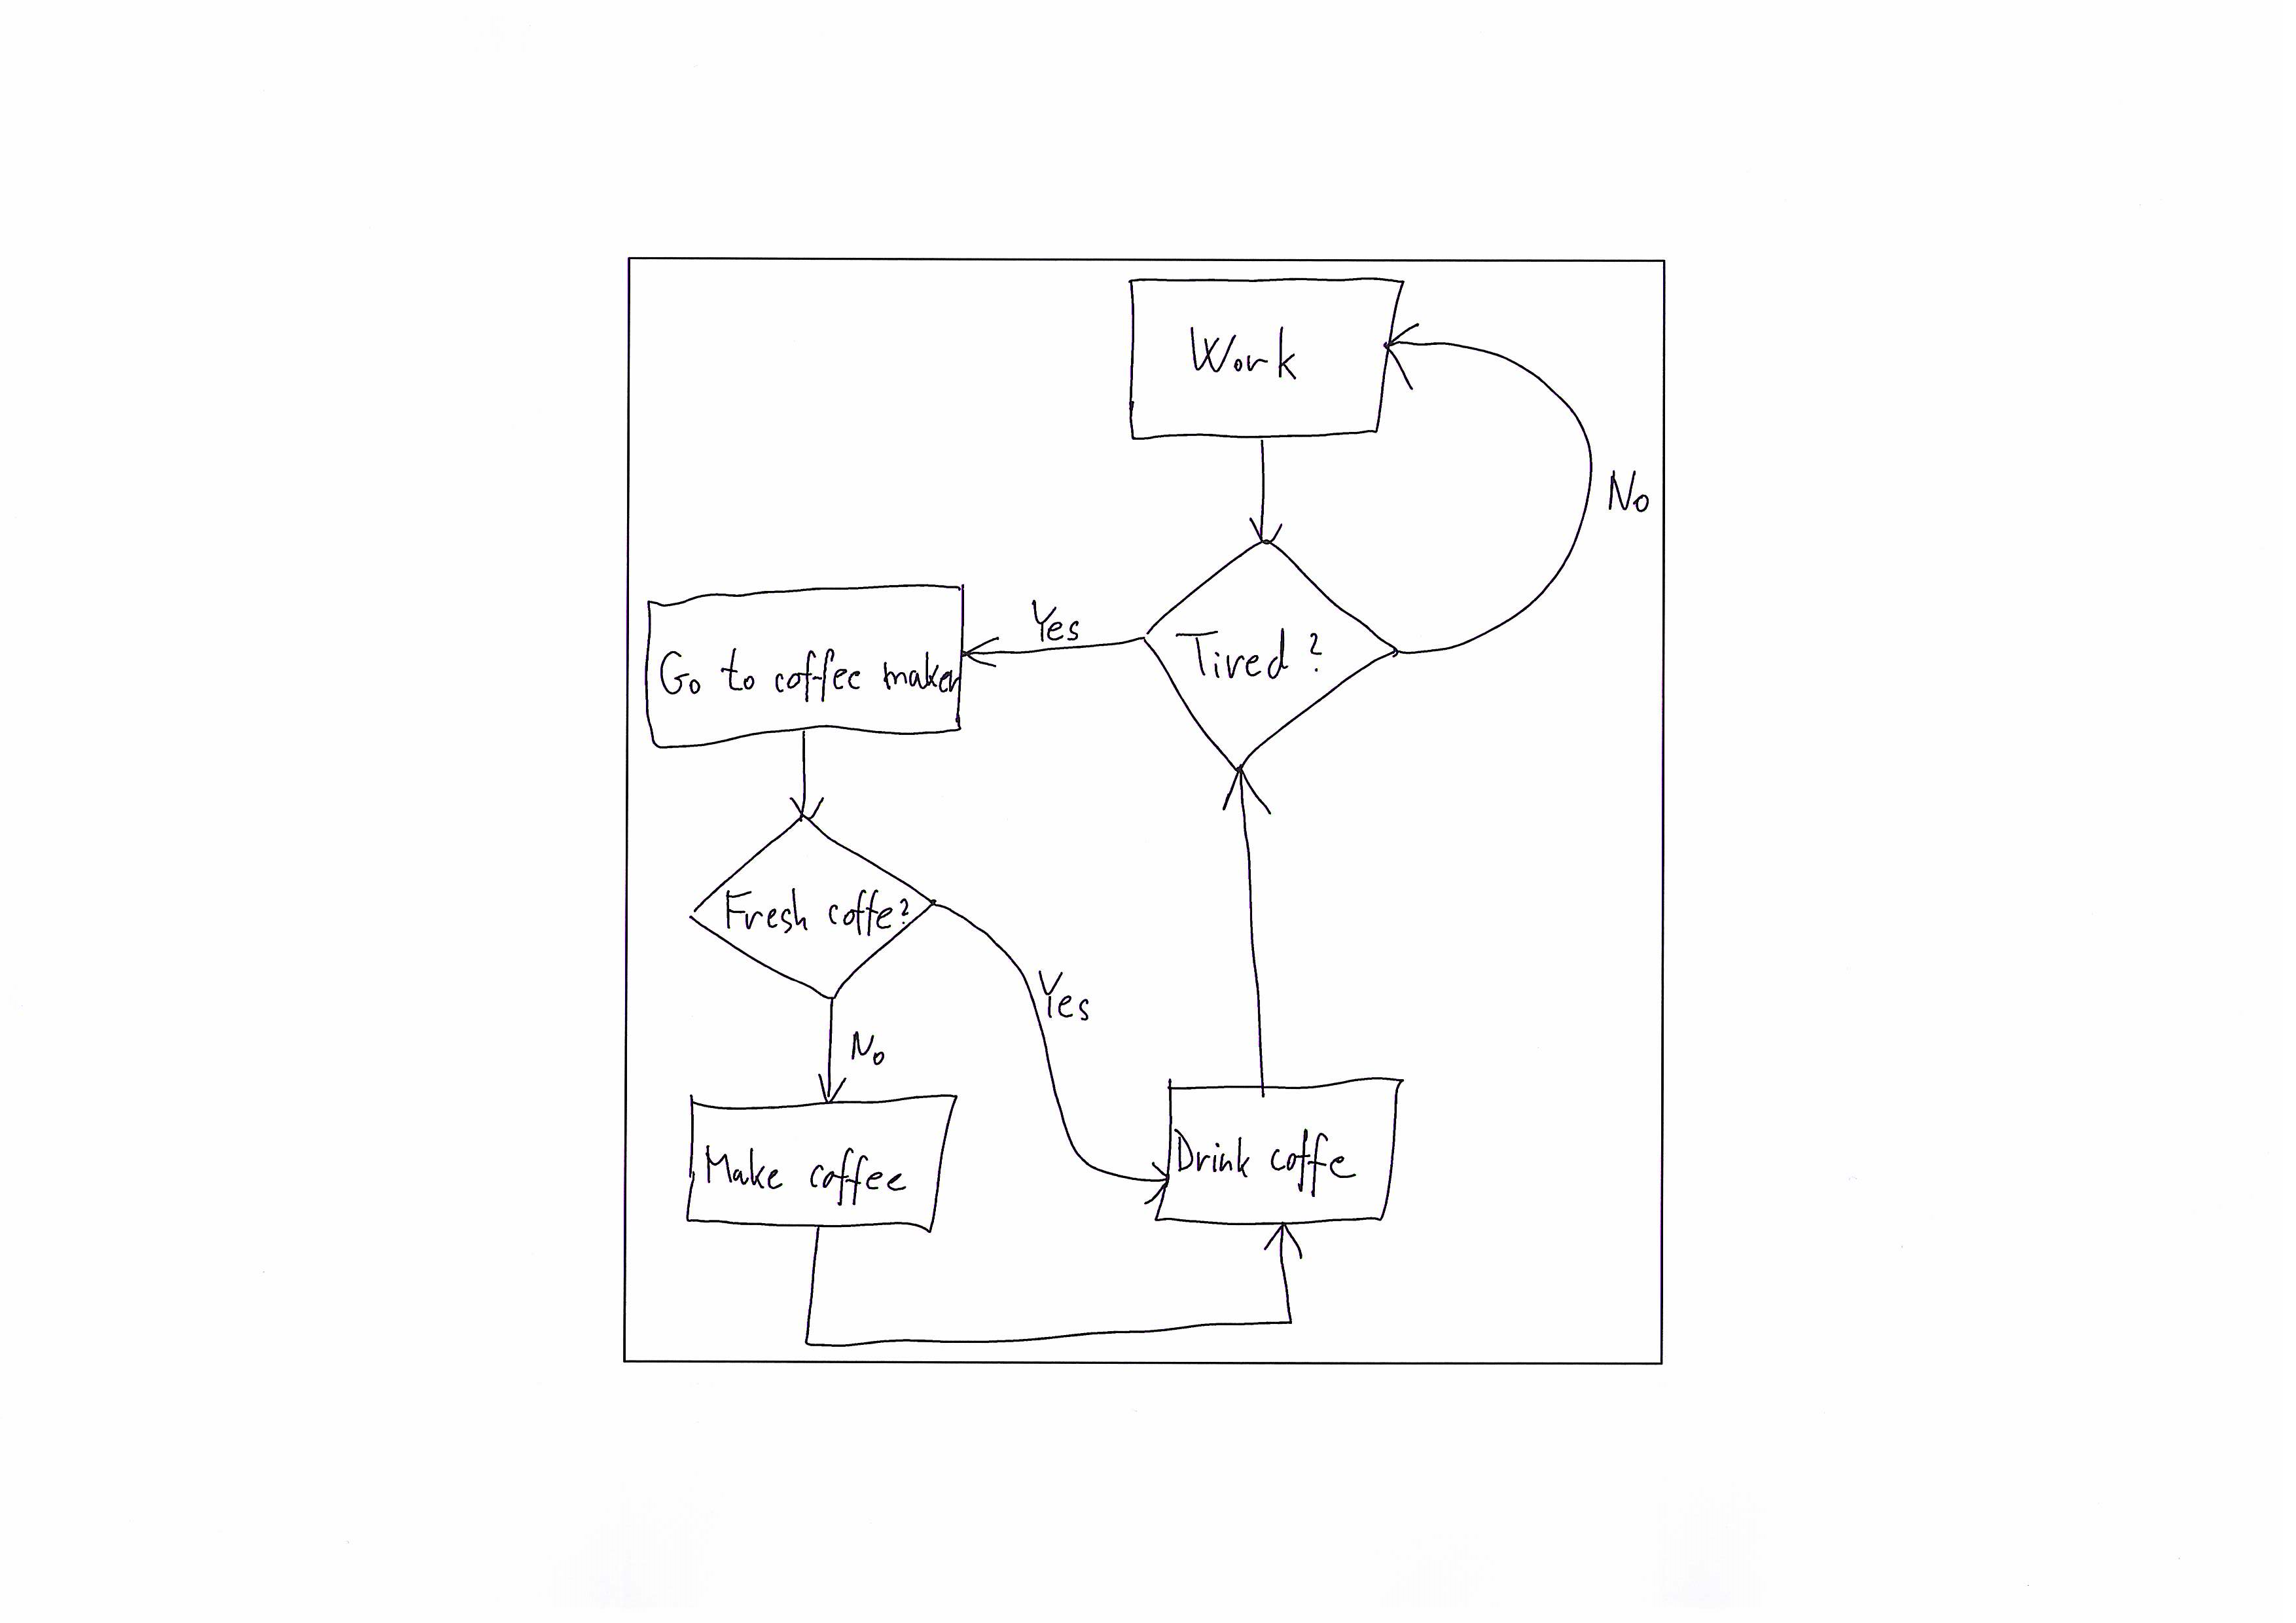 Work
No
Yes
Tired?
Go to coffee maker
Fresh coffe?
Yes
No
Make coffee
Drink coffe